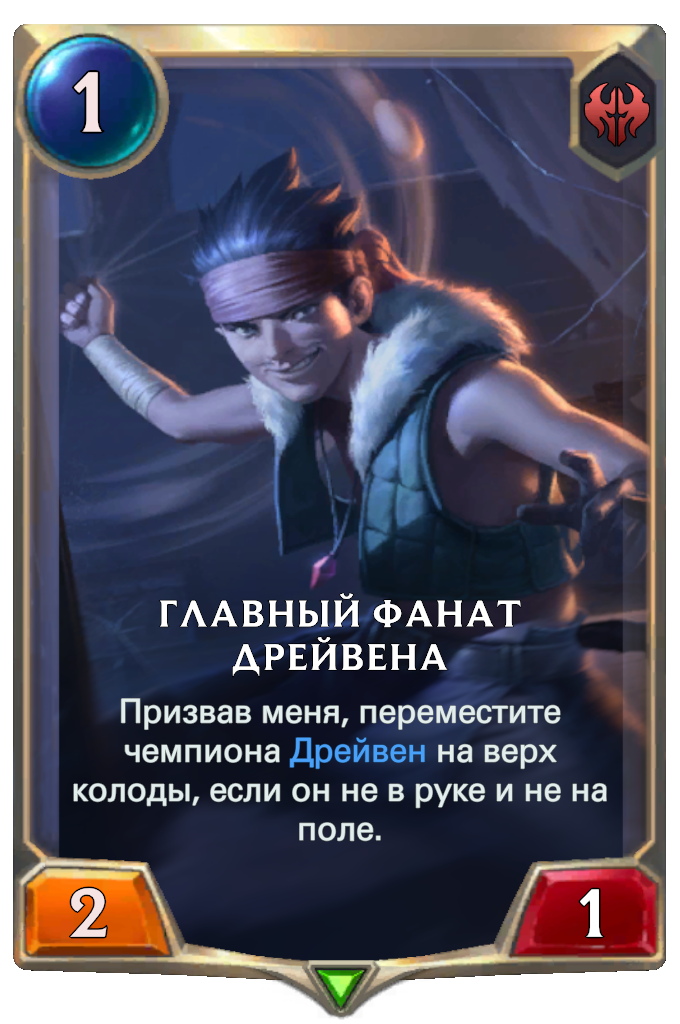 1
ГЛАВНЫЙ ФАНАТ
ДРЕЙВЕНА
Призвав меня, переместите
чемпиона Дрейвен на верх
колоды, если он не в руке и не на
поле.
2
1